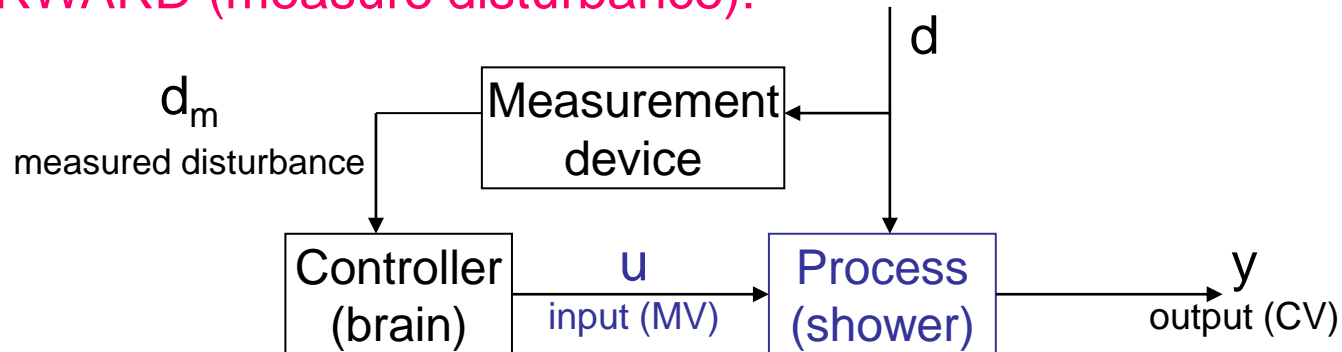 RWARD (measure disturbance):
d
Measurement
device
d_m
measured disturbance
Controller
(brain)
u
input (MV)
Process
(shower)
y
output (CV)